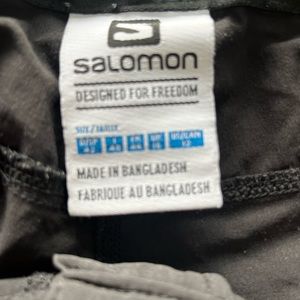 salomon
DESIGNED FOR FREEDOM
SIZE / TAILLE
MADE IN BANGLADESH
FABRIQUE AU BANGLADESH